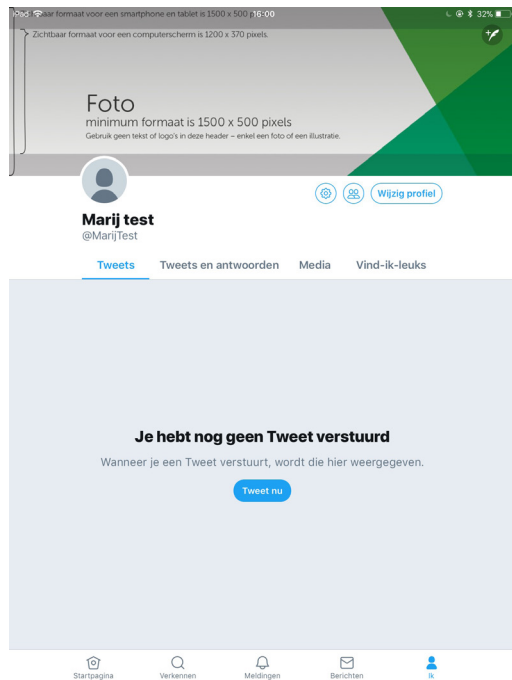 iPad 16:00 32%
baar formaat voor een smartphone en tablet is 1500 x 500 p
Zichtbaar formaat voor een computerscherm is 1200 x 370 pixels.
Foto
minimum formaat is 1500 x 500 pixels
Gebruik geen tekst of logo's in deze header – enkel een foto of een illustratie.
Wijzig profiel
Marij test
@MarijTest
Tweets Tweets en antwoorden Media Vind-ik-leuks
Je hebt nog geen Tweet verstuurd
Wanneer je een Tweet verstuurt, wordt die hier weergegeven.
Tweet nu
Startpagina Verkennen Meldingen Berichten Ik